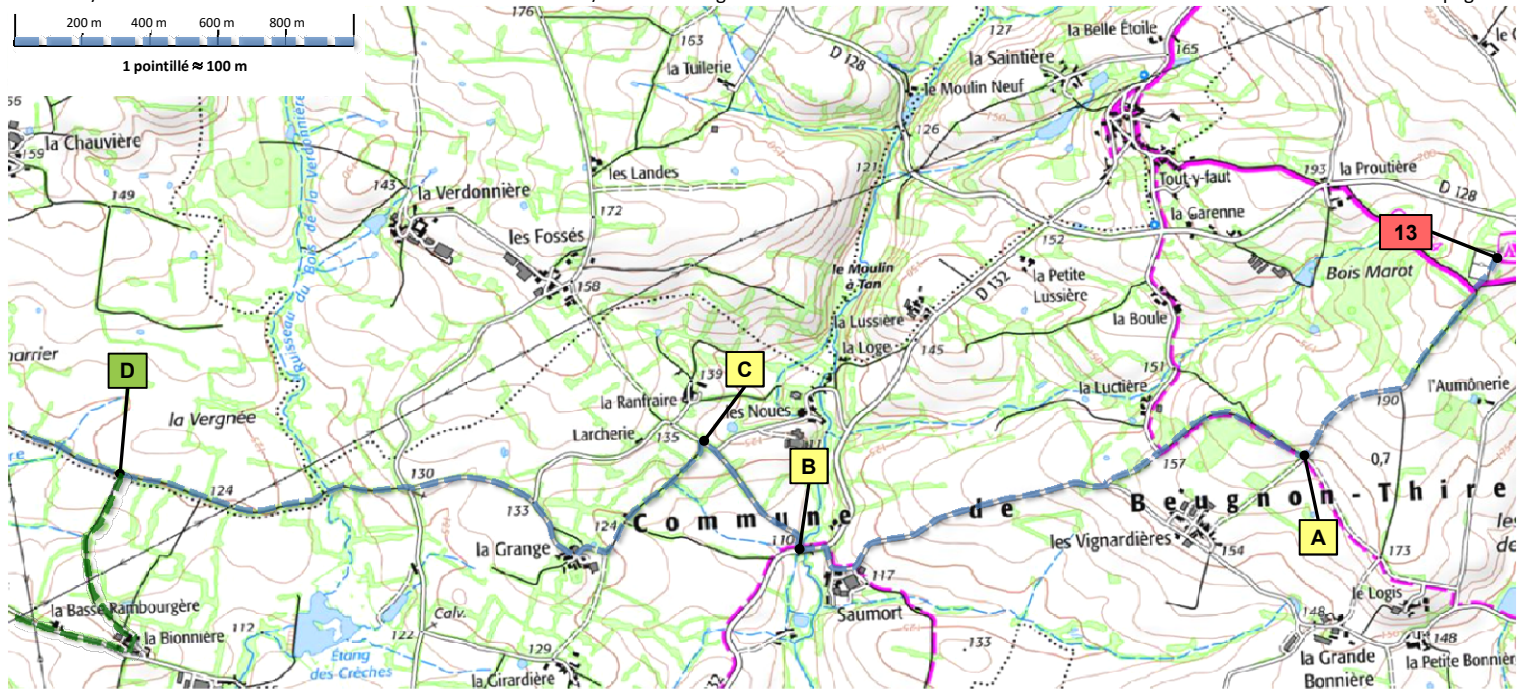 200 m 400 m 600 m 800 m
1 pointillé ≈ 100 m
176
163
la Tuilerie
D 128
127
la Belle Étoile
165
la Saintière
le Moulin Neuf
150
126
la Chauvière
159
149
Ruisseau du Bois de la Verdonnière
143
la Verdonnière
les Landes
172
121
Tout-y-faut
193
la Proutière
D 128
la Garenne
les Fossés
158
152
13
Bois Marot
le Moulin
à Tan
la Petite
Lussière
D 132
la Lussière
la Boule
la Loge
145
D
C
139
la Ranfraire
les Noues
151
la Luctière
l'Aumônerie
190
la Vergnée
Larcherie
135
B
157
0,7
124
130
133
124
Commune de Beugnon-Thire
110
la Grange
les Vignardières
154
A
173
117
Saumort
le Logis
la Basse Rambourgère
la Bionnière
112
Calv.
122
129
133
148
148
Étang
des Crèches
la Girardière
la Grande
Bonnière
la Petite Bonnière